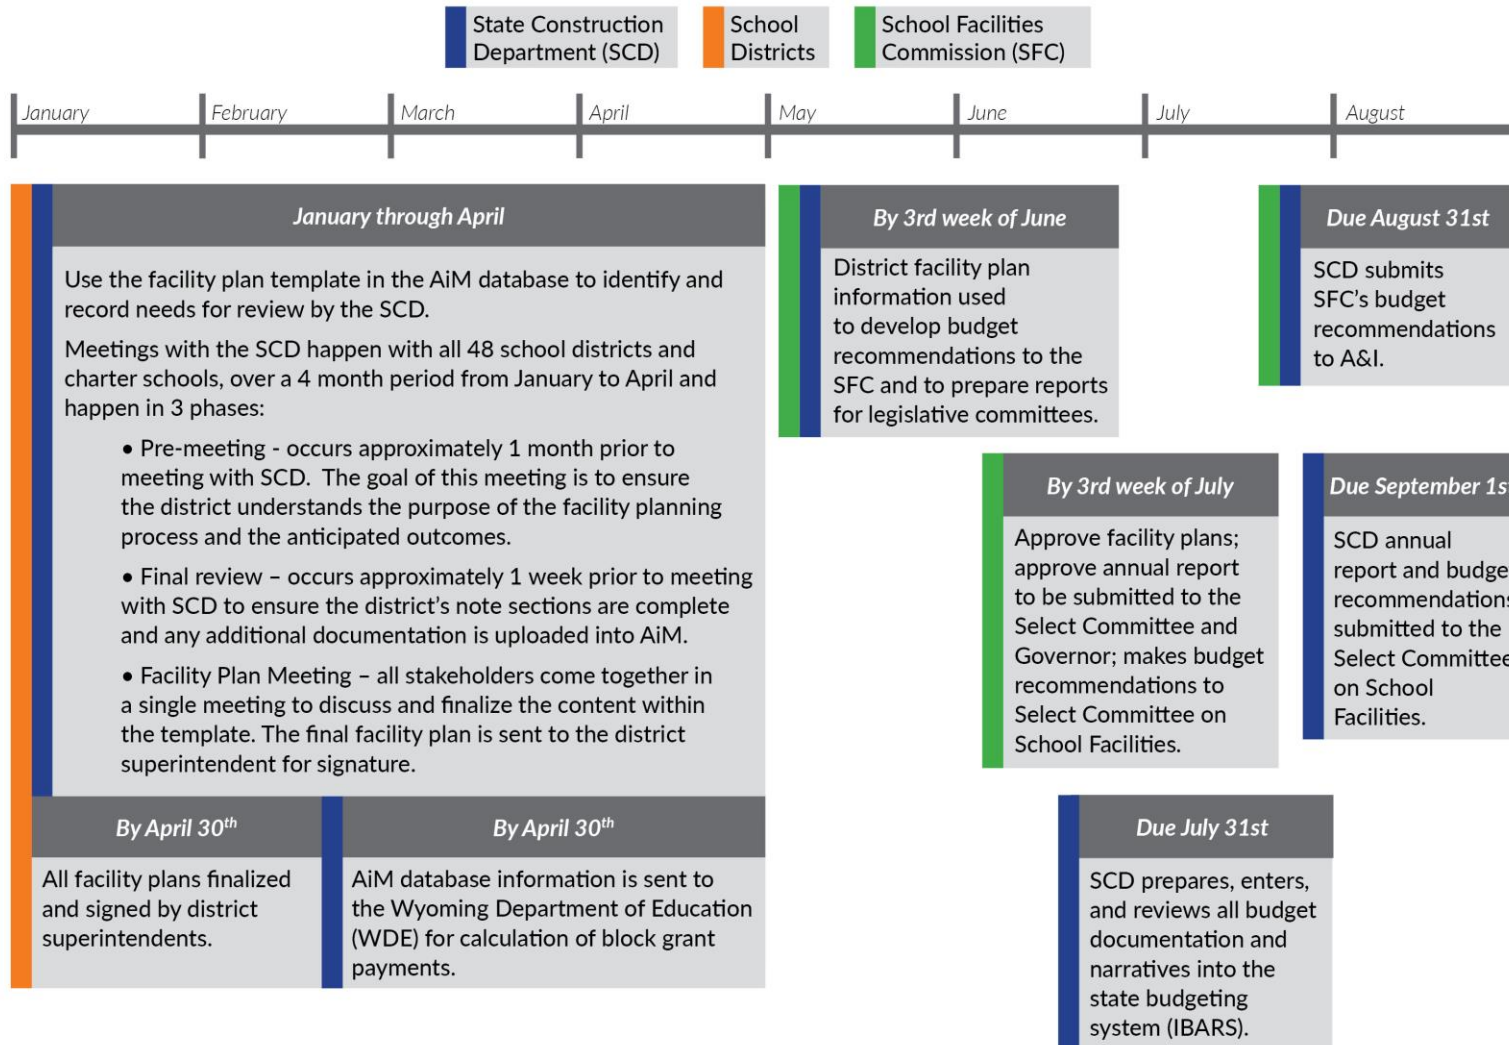 State Construction
Department (SCD)
School
Districts
School Facilities
Commission (SFC)
January
February
March
April
May
June
July
August
January through April
Use the facility plan template in the AiM database to identify and
record needs for review by the SCD.
Meetings with the SCD happen with all 48 school districts and
charter schools, over a 4 month period from January to April and
happen in 3 phases:
• Pre-meeting - occurs approximately 1 month prior to
meeting with SCD.  The goal of this meeting is to ensure
the district understands the purpose of the facility planning
process and the anticipated outcomes.
• Final review – occurs approximately 1 week prior to meeting
with SCD to ensure the district’s note sections are complete
and any additional documentation is uploaded into AiM.
• Facility Plan Meeting – all stakeholders come together in
a single meeting to discuss and finalize the content within
the template. The final facility plan is sent to the district
superintendent for signature.
By April 30th
All facility plans finalized
and signed by district
superintendents.
By April 30th
AiM database information is sent to
the Wyoming Department of Education
(WDE) for calculation of block grant
payments.
By 3rd week of June
District facility plan
information used
to develop budget
recommendations to the
SFC and to prepare reports
for legislative committees.
By 3rd week of July
Approve facility plans;
approve annual report
to be submitted to the
Select Committee and
Governor; makes budget
recommendations to
Select Committee on
School Facilities.
Due July 31st
SCD prepares, enters,
and reviews all budget
documentation and
narratives into the
state budgeting
system (IBARS).
Due August 31st
SCD submits
SFC’s budget
recommendations
to A&I.
Due September 1s
SCD annual
report and budge
recommendations
submitted to the
Select Committee
on School
Facilities.